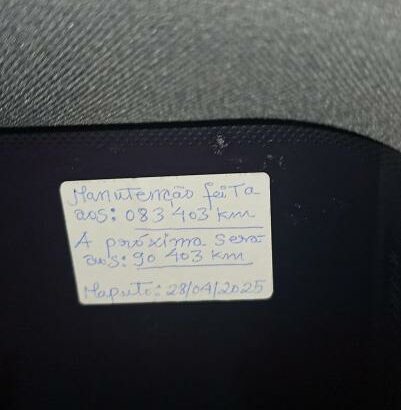 Manutenção feita
aos: 083 403 km
A próxima será
aos: 90 403 km
Maputo: 28/04/2025